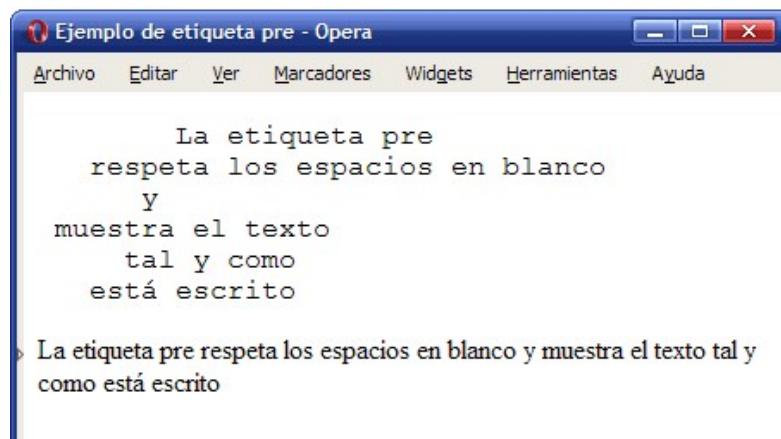 Ejemplo de etiqueta pre - Opera
Archivo Editar Ver Marcadores Widgets Herramientas Ayuda
La etiqueta pre
respeta los espacios en blanco
y
muestra el texto
tal y como
está escrito
La etiqueta pre respeta los espacios en blanco y muestra el texto tal y
como está escrito